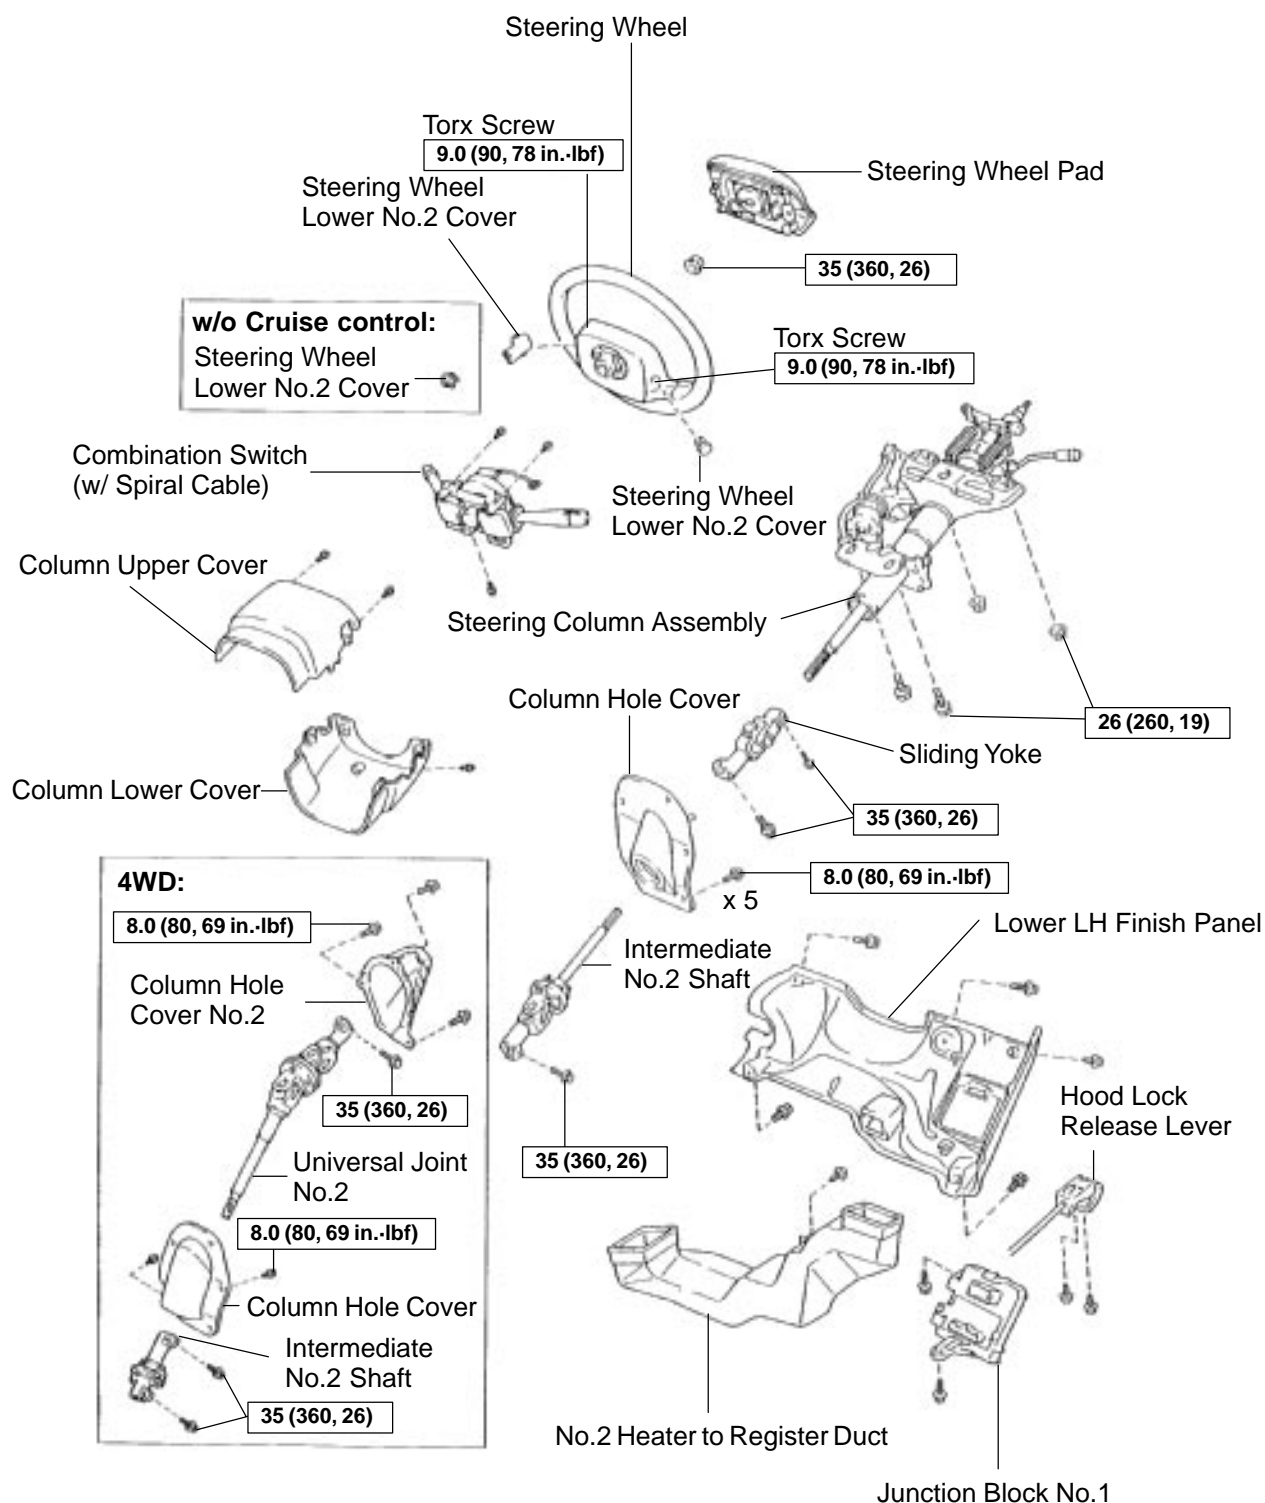 Steering Wheel
Torx Screw
9.0 (90, 78 in.·lbf)
Steering Wheel Pad
Steering Wheel
Lower No.2 Cover
35 (360, 26)
w/o Cruise control:
Steering Wheel
Lower No.2 Cover
Torx Screw
9.0 (90, 78 in.·lbf)
Combination Switch
(w/ Spiral Cable)
Steering Wheel
Lower No.2 Cover
Column Upper Cover
Steering Column Assembly
Column Hole Cover
26 (260, 19)
Sliding Yoke
Column Lower Cover
35 (360, 26)
4WD:
8.0 (80, 69 in.·lbf)
x 5
8.0 (80, 69 in.·lbf)
Lower LH Finish Panel
Intermediate
No.2 Shaft
Column Hole
Cover No.2
35 (360, 26)
Hood Lock
Release Lever
35 (360, 26)
Universal Joint
No.2
8.0 (80, 69 in.·lbf)
Column Hole Cover
Intermediate
No.2 Shaft
35 (360, 26)
No.2 Heater to Register Duct
Junction Block No.1